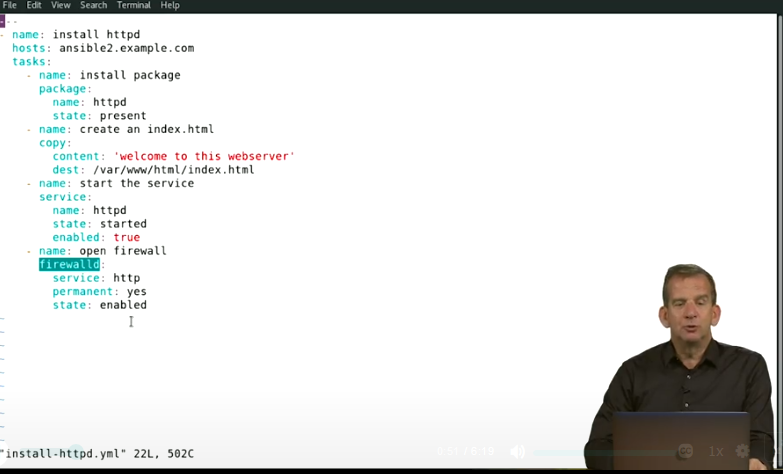 File Edit View Search Terminal Help
---
- name: install httpd
  hosts: ansible2.example.com
  tasks:
    - name: install package
      package:
        name: httpd
        state: present
    - name: create an index.html
      copy:
        content: 'welcome to this webserver'
        dest: /var/www/html/index.html
    - name: start the service
      service:
        name: httpd
        state: started
        enabled: true
    - name: open firewall
      firewalld:
        service: http
        permanent: yes
        state: enabled
~
~
~
~
~
~
~
~
~
~
"install-httpd.yml" 22L, 502C
1x